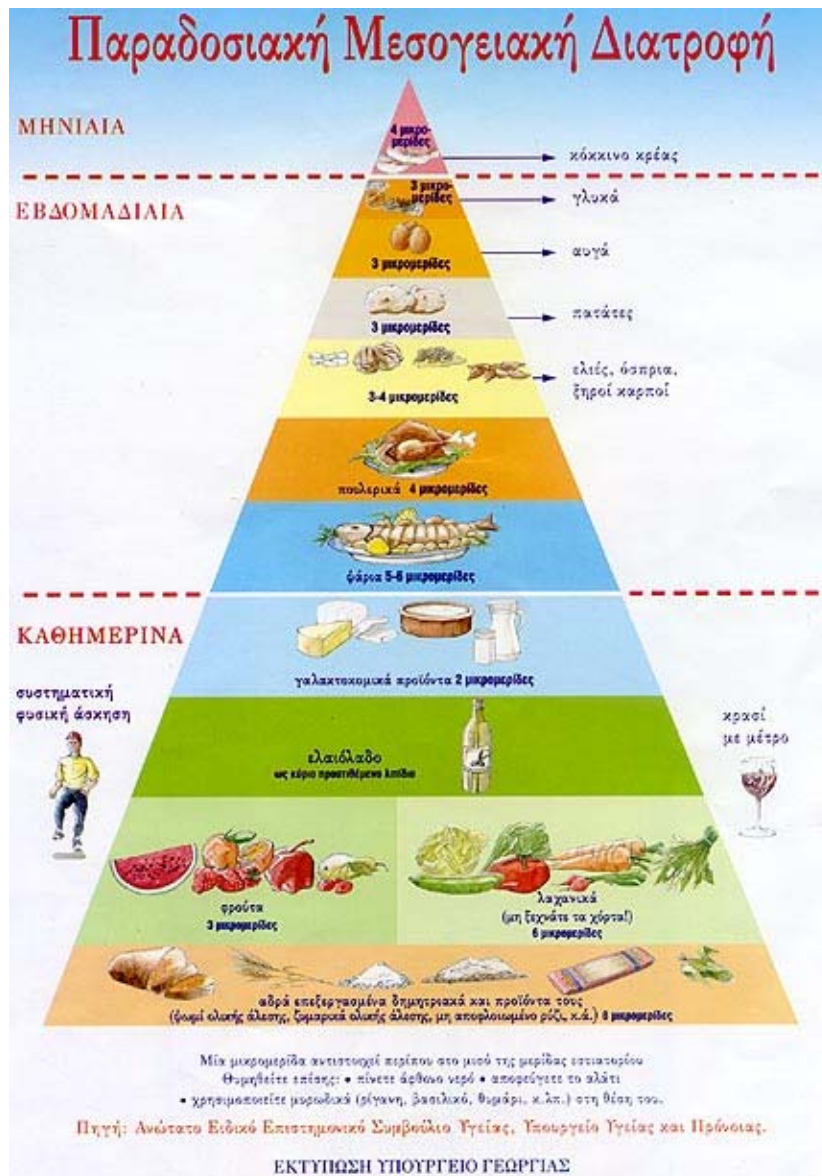 Παραδοσιακή Μεσογειακή Διατροφή
ΜΗΝΙΑΙΑ
4 μικρο-
μερίδες
κόκκινο κρέας
ΕΒΔΟΜΑΔΙΑΙΑ
3 μικρο-
μερίδες
γλυκά
3 μικρομερίδες
αυγά
3 μικρομερίδες
πατάτες
3-4 μικρομερίδες
ελιές, όσπρια,
ξηροί καρποί
πουλερικά 4 μικρομερίδες
ψάρια 5-6 μικρομερίδες
ΚΑΘΗΜΕΡΙΝΑ
γαλακτοκομικά προϊόντα 2 μικρομερίδες
συστηματική
φυσική άσκηση
κρασί
με μέτρο
ελαιόλαδο
ως κύριο προστιθέμενο λιπίδιο
φρούτα
3 μικρομερίδες
λαχανικά
(μη ξεχνάτε τα χόρτα!)
6 μικρομερίδες
αδρά επεξεργασμένα δημητριακά και προϊόντα τους
(ψωμί ολικής άλεσης, ζυμαρικά ολικής άλεσης, μη αποφλοιωμένο ρύζι, κ.ά.) 8 μικρομερίδες
Μία μικρομερίδα αντιστοιχεί περίπου στο μισό της μερίδας εστιατορίου
Θυμηθείτε επίσης: • πίνετε άφθονο νερό • αποφεύγετε το αλάτι
• χρησιμοποιείτε μυρωδικά (ρίγανη, βασιλικό, θυμάρι, κ.λπ.) στη θέση του.
Πηγή: Ανώτατο Ειδικό Επιστημονικό Συμβούλιο Υγείας, Υπουργείο Υγείας και Πρόνοιας.
ΕΚΤΥΠΩΣΗ ΥΠΟΥΡΓΕΙΟ ΓΕΩΡΓΙΑΣ